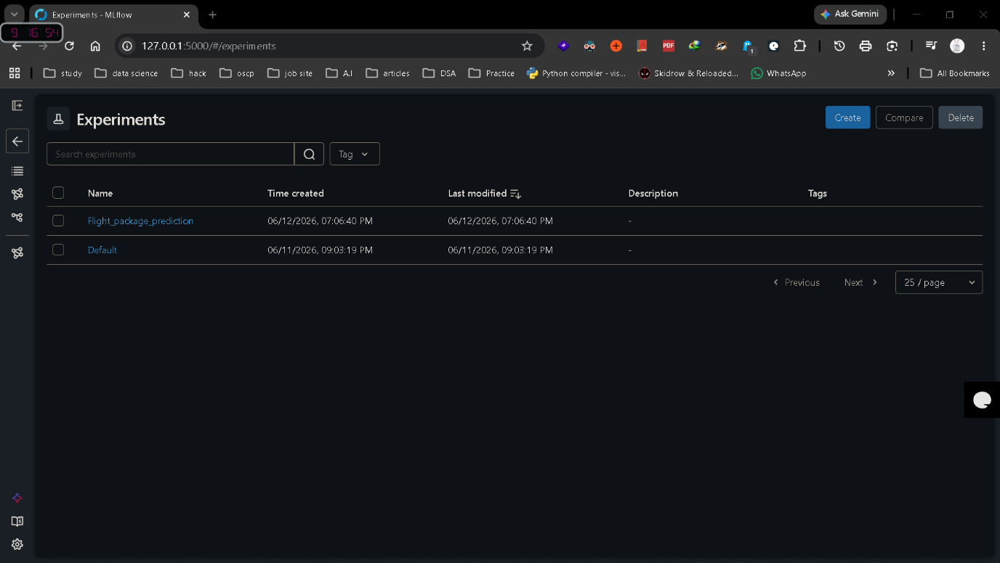 Experiments - MLflow
Ask Gemini
9 16 54
127.0.0.1:5000/#/experiments
PDF
1
study
data science
hack
oscp
job site
A.I
articles
DSA
Practice
Python compiler - vis...
Skidrow & Reloaded...
WhatsApp
All Bookmarks
Experiments
Create
Compare
Delete
Search experiments
Tag
Name Time created Last modified Description Tags
Flight_package_prediction 06/12/2026, 07:06:40 PM 06/12/2026, 07:06:40 PM -
Default 06/11/2026, 09:03:19 PM 06/11/2026, 09:03:19 PM -
Previous
Next
25 / page